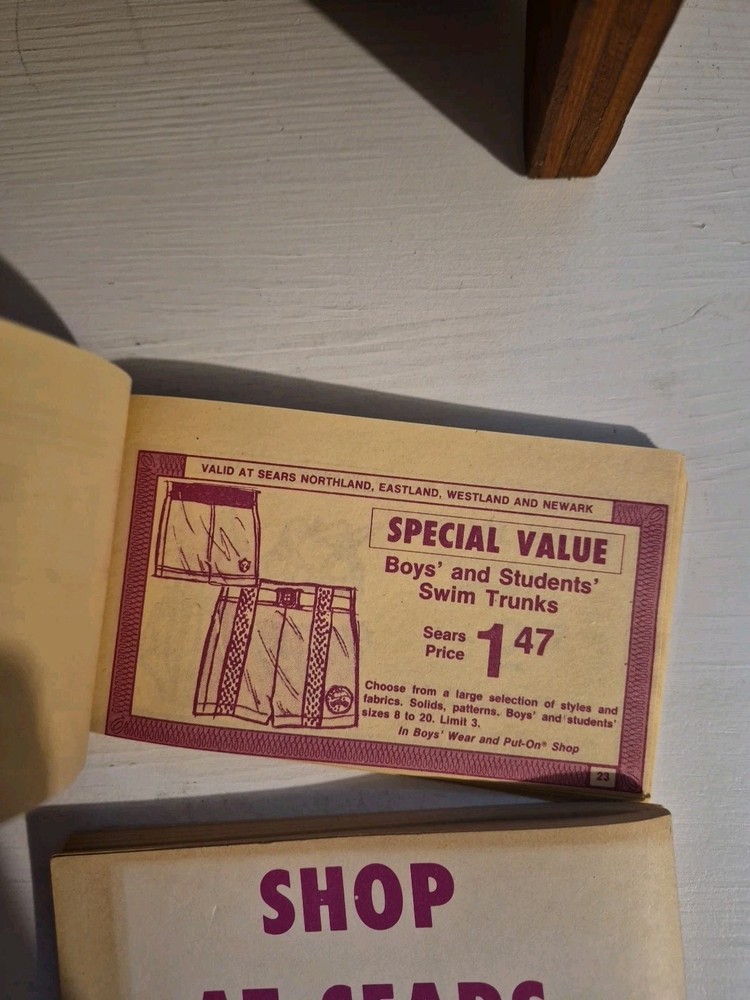 VALID AT SEARS NORTHLAND, EASTLAND, WESTLAND AND NEWARK
SPECIAL VALUE
Boys' and Students'
Swim Trunks
Sears
Price
1 47
Choose from a large selection of styles and
fabrics. Solids, patterns. Boys' and students'
sizes 8 to 20. Limit 3.
In Boys' Wear and Put-On® Shop
23
SHOP
AT SEARS